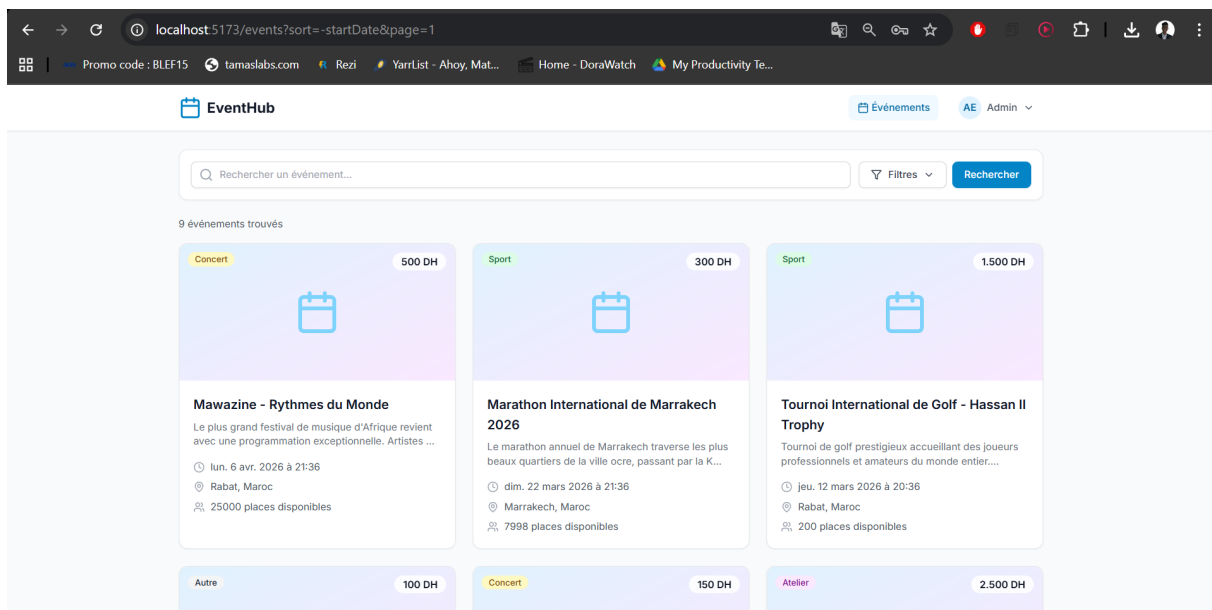 localhost:5173/events?sort=-startDate&page=1
Promo code : BLEF15 tamaslabs.com Rezi YarrList - Ahoy, Mat... Home - DoraWatch My Productivity Te...
EventHub Événements AE Admin
Rechercher un événement... Filtres Rechercher
9 événements trouvés
Concert 500 DH Sport 300 DH Sport 1.500 DH
Mawazine - Rythmes du Monde
Le plus grand festival de musique d'Afrique revient
avec une programmation exceptionnelle. Artistes ...
lun. 6 avr. 2026 à 21:36
Rabat, Maroc
25000 places disponibles
Marathon International de Marrakech
2026
Le marathon annuel de Marrakech traverse les plus
beaux quartiers de la ville ocre, passant par la K...
dim. 22 mars 2026 à 21:36
Marrakech, Maroc
7998 places disponibles
Tournoi International de Golf - Hassan II
Trophy
Tournoi de golf prestigieux accueillant des joueurs
professionnels et amateurs du monde entier....
jeu. 12 mars 2026 à 20:36
Rabat, Maroc
200 places disponibles
Autre 100 DH Concert 150 DH Atelier 2.500 DH